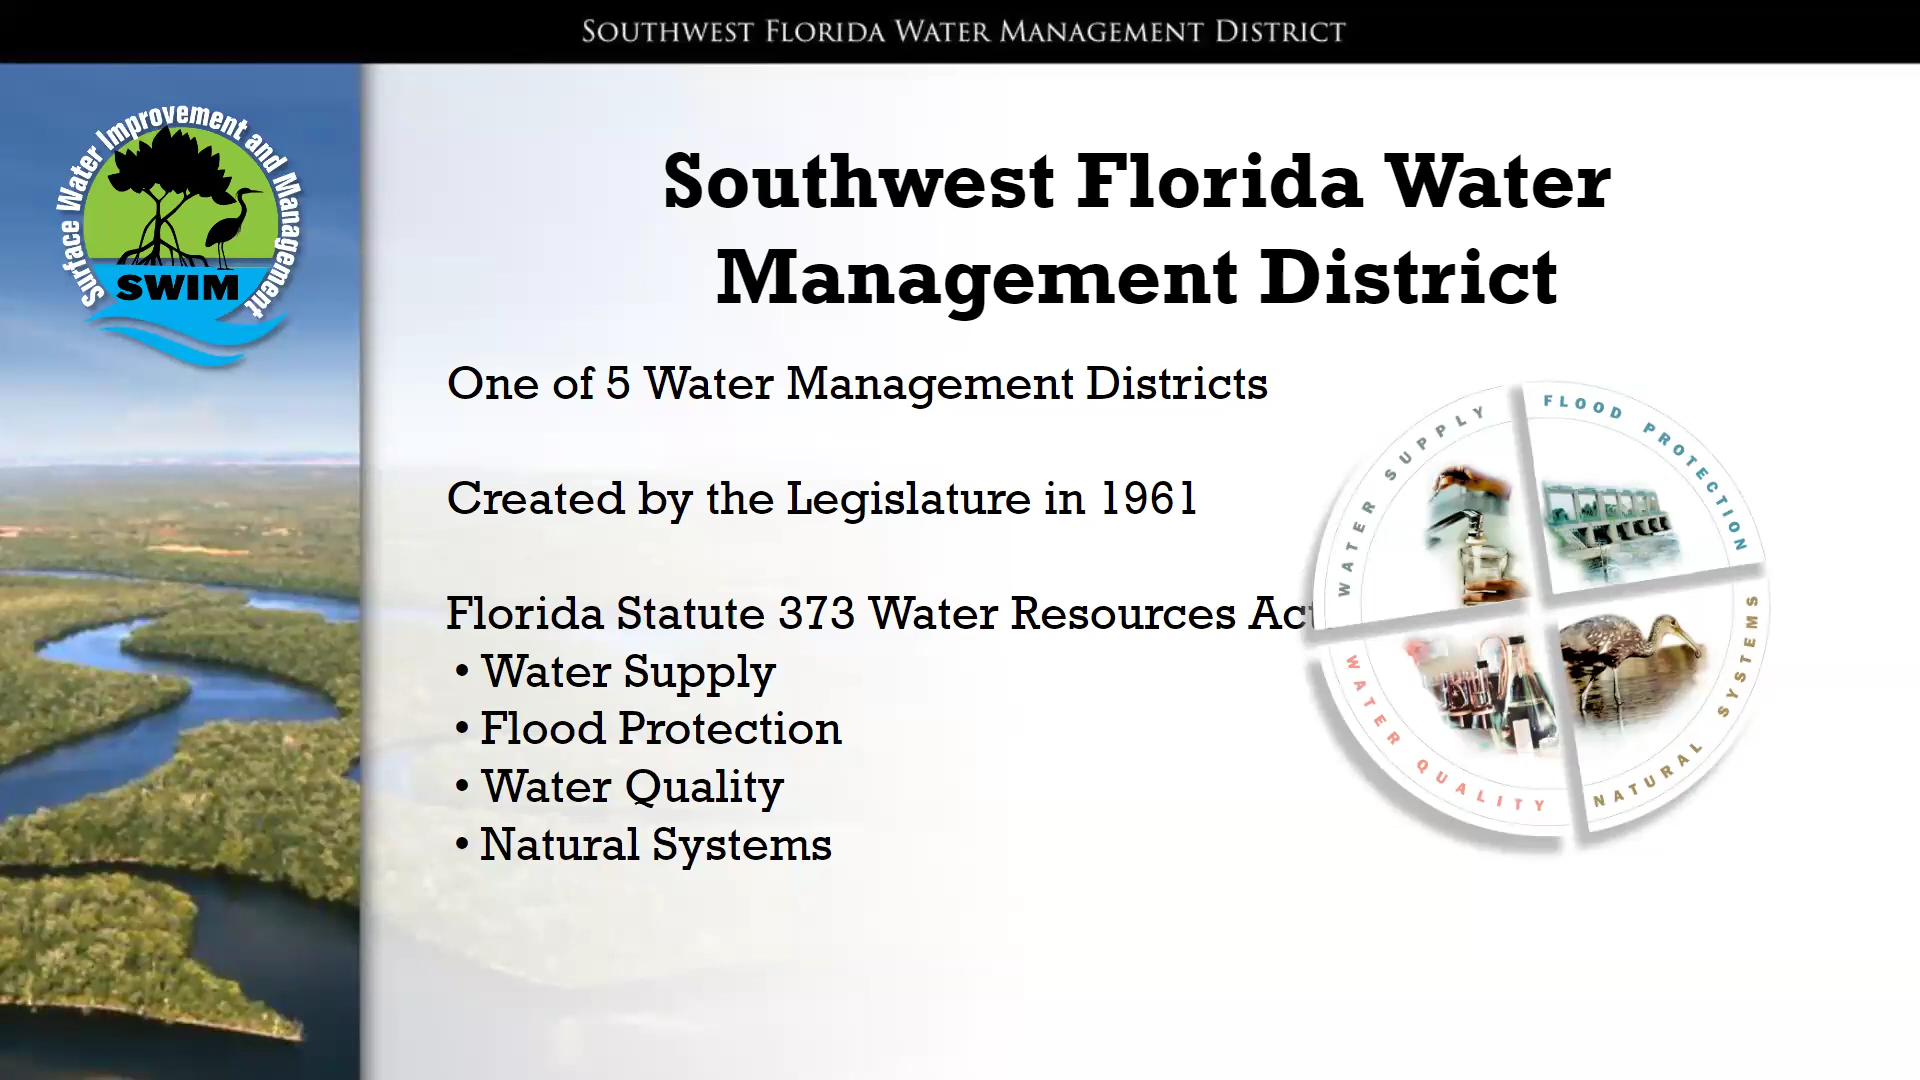 SOUTHWEST FLORIDA WATER MANAGEMENT DISTRICT
Surface Water Improvement and Management
SWIM
Southwest Florida Water
Management District
One of 5 Water Management Districts
Created by the Legislature in 1961
Florida Statute 373 Water Resources Act
• Water Supply
• Flood Protection
• Water Quality
• Natural Systems
WATER SUPPLY
FLOOD PROTECTION
WATER QUALITY
NATURAL SYSTEMS